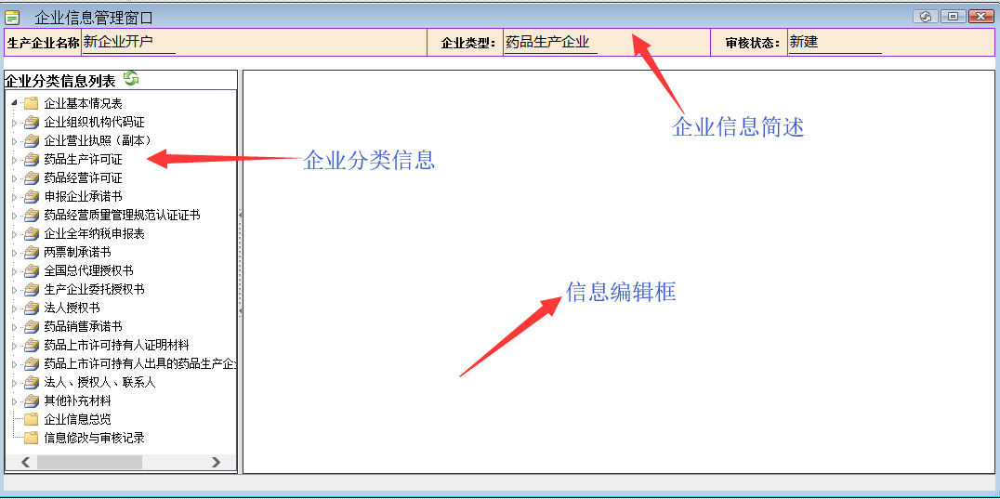 企业信息管理窗口
生产企业名称 新企业开户 企业类型： 药品生产企业 审核状态： 新建
企业分类信息列表
企业信息简述
企业基本情况表
企业组织机构代码证
企业营业执照（副本）
药品生产许可证
企业分类信息
药品经营许可证
申报企业承诺书
药品经营质量管理规范认证证书
企业全年纳税申报表
两票制承诺书
全国总代理授权书
生产企业委托授权书
信息编辑框
法人授权书
药品销售承诺书
药品上市许可持有人证明材料
药品上市许可持有人出具的药品生产企
法人、授权人、联系人
其他补充材料
企业信息总览
信息修改与审核记录